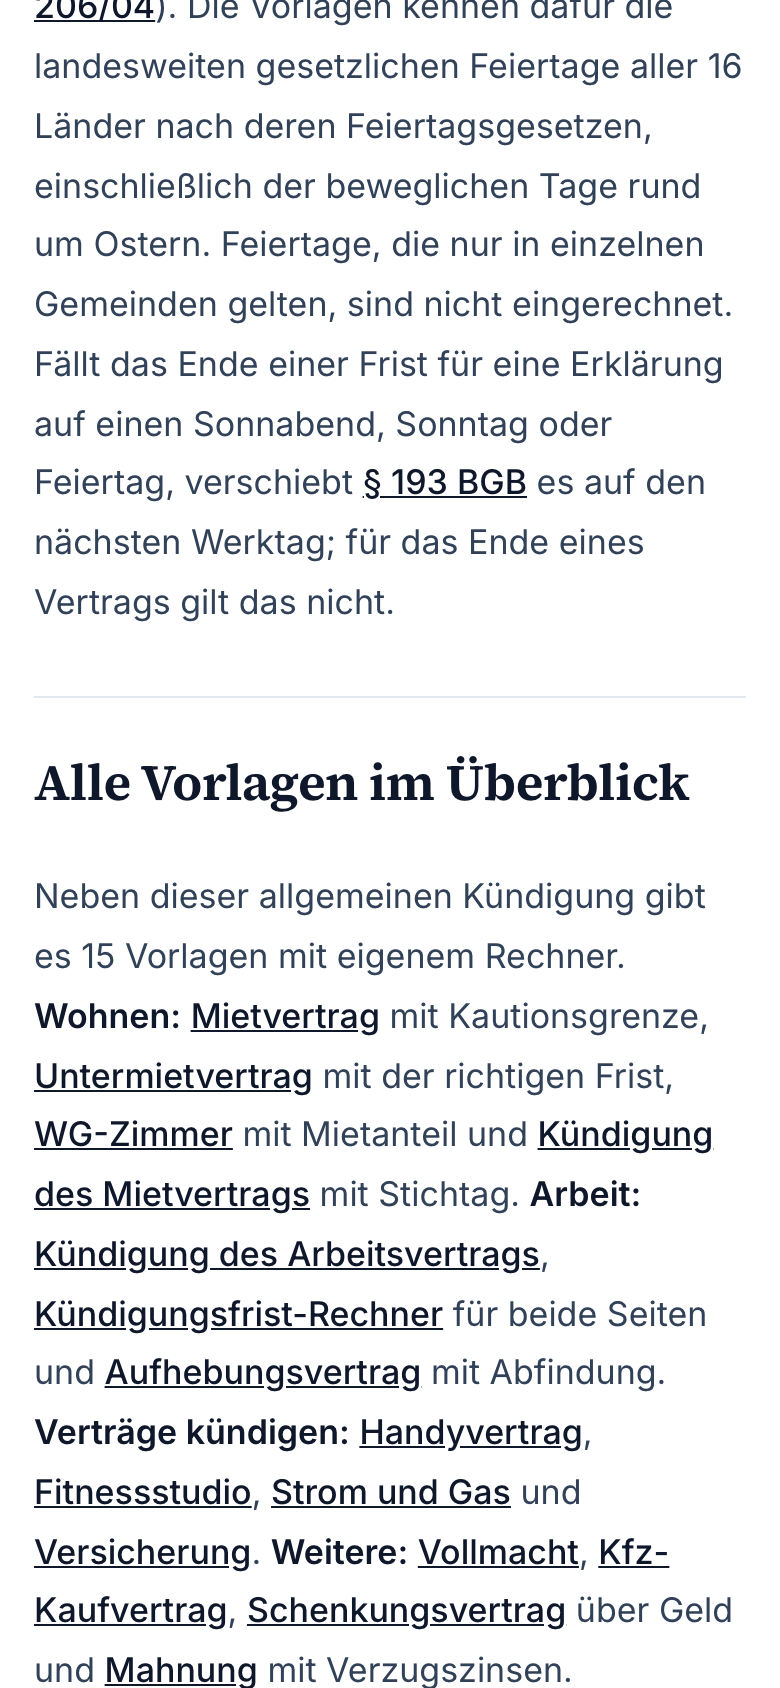 206/04). Die Vorlagen kennen dafür die
landesweiten gesetzlichen Feiertage aller 16
Länder nach deren Feiertagsgesetzen,
einschließlich der beweglichen Tage rund
um Ostern. Feiertage, die nur in einzelnen
Gemeinden gelten, sind nicht eingerechnet.
Fällt das Ende einer Frist für eine Erklärung
auf einen Sonnabend, Sonntag oder
Feiertag, verschiebt § 193 BGB es auf den
nächsten Werktag; für das Ende eines
Vertrags gilt das nicht.
Alle Vorlagen im Überblick
Neben dieser allgemeinen Kündigung gibt
es 15 Vorlagen mit eigenem Rechner.
Wohnen: Mietvertrag mit Kautionsgrenze,
Untermietvertrag mit der richtigen Frist,
WG-Zimmer mit Mietanteil und Kündigung
des Mietvertrags mit Stichtag. Arbeit:
Kündigung des Arbeitsvertrags,
Kündigungsfrist-Rechner für beide Seiten
und Aufhebungsvertrag mit Abfindung.
Verträge kündigen: Handyvertrag,
Fitnessstudio, Strom und Gas und
Versicherung. Weitere: Vollmacht, Kfz-
Kaufvertrag, Schenkungsvertrag über Geld
und Mahnung mit Verzugszinsen.